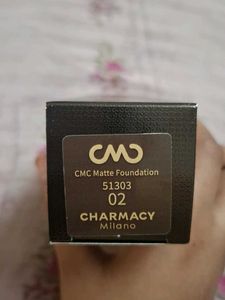 CMC
CMC Matte Foundation
51303
02
CHARMACY
Milano